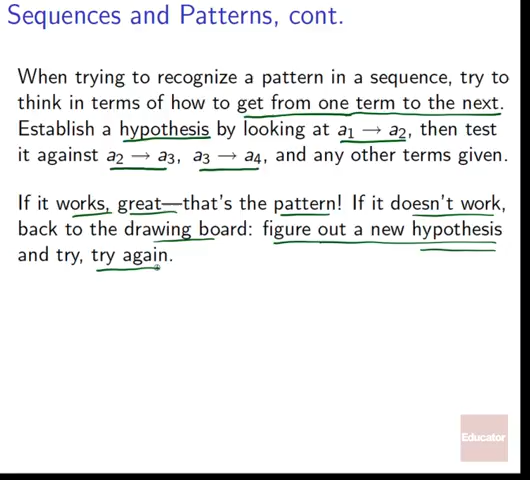 Sequences and Patterns, cont.
When trying to recognize a pattern in a sequence, try to
think in terms of how to get from one term to the next.
Establish a hypothesis by looking at a₁ → a₂, then test
it against a₂ → a₃, a₃ → a₄, and any other terms given.
If it works, great—that's the pattern! If it doesn't work,
back to the drawing board: figure out a new hypothesis
and try, try again.
Educator